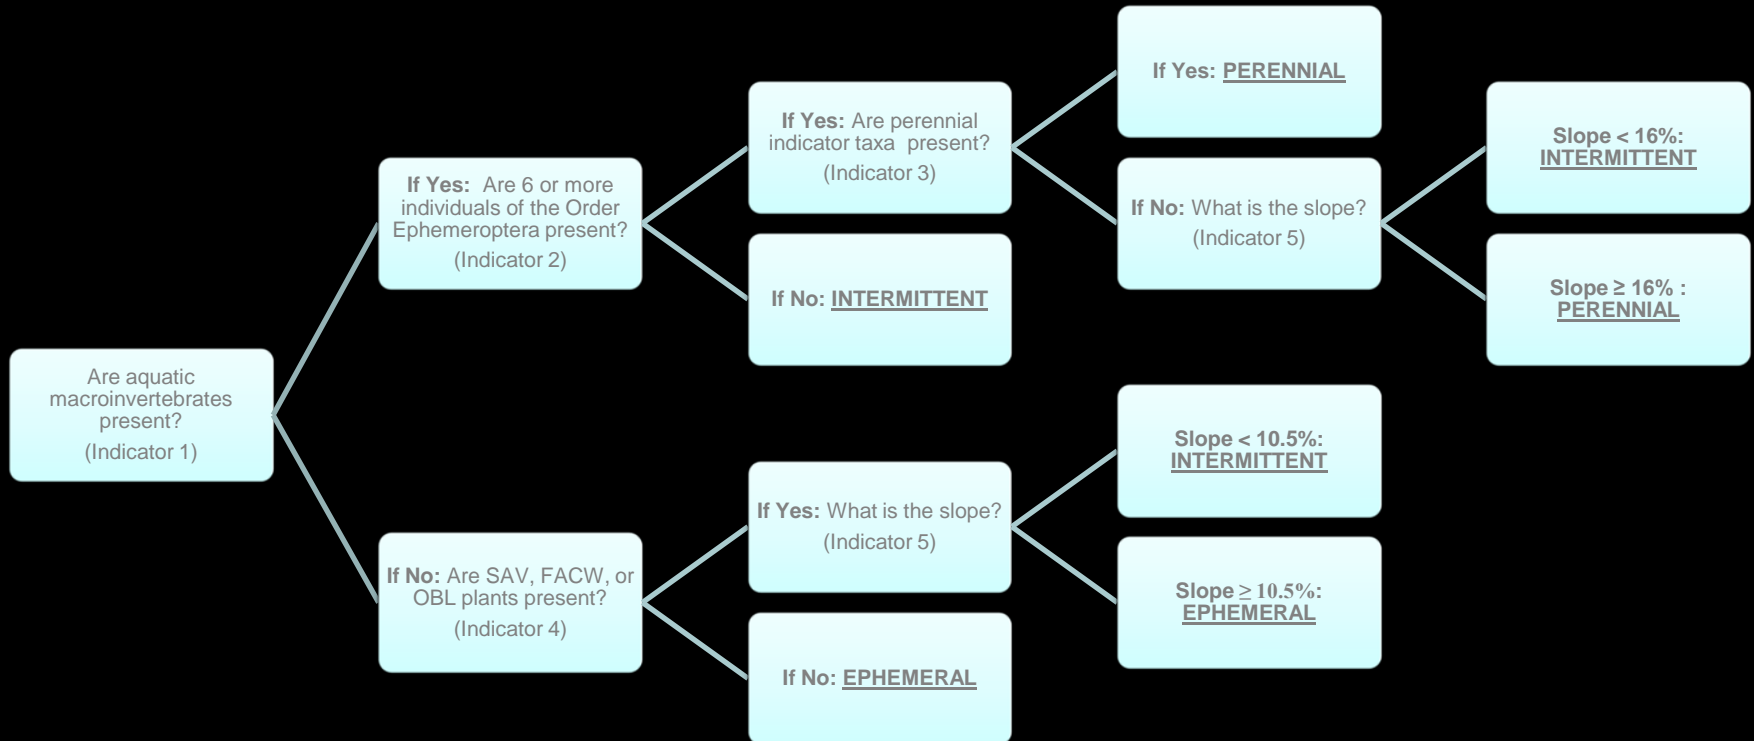 Are aquatic
macroinvertebrates
present?
(Indicator 1)
If Yes: Are 6 or more
individuals of the Order
Ephemeroptera present?
(Indicator 2)
If Yes: Are perennial
indicator taxa present?
(Indicator 3)
If Yes: PERENNIAL
If No: What is the slope?
(Indicator 5)
Slope < 16%:
INTERMITTENT
Slope ≥ 16% :
PERENNIAL
If No: INTERMITTENT
If No: Are SAV, FACW, or
OBL plants present?
(Indicator 4)
If Yes: What is the slope?
(Indicator 5)
Slope < 10.5%:
INTERMITTENT
Slope ≥ 10.5%:
EPHEMERAL
If No: EPHEMERAL